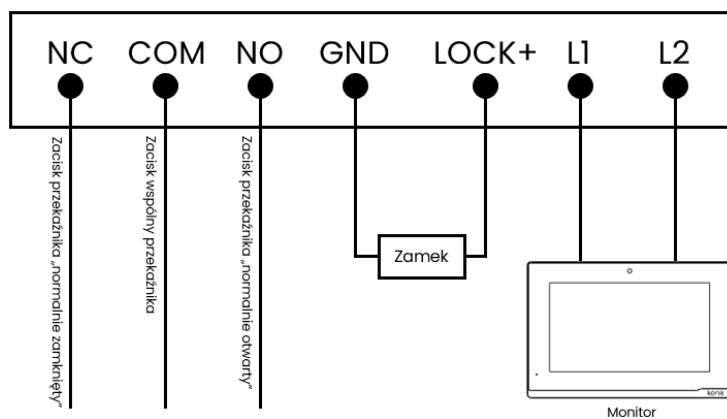 NC COM NO GND LOCK+ L1 L2
Zacisk przekaźnika „normalnie zamknięty”
Zacisk wspólny przekaźnika
Zacisk przekaźnika „normalnie otwarty”
Zamek
kenik
Monitor